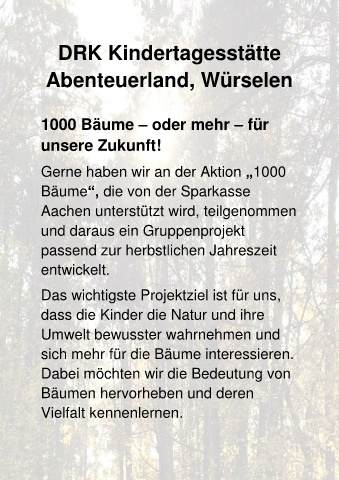 DRK Kindertagesstätte
Abenteuerland, Würselen
1000 Bäume – oder mehr – für
unsere Zukunft!
Gerne haben wir an der Aktion „1000
Bäume“, die von der Sparkasse
Aachen unterstützt wird, teilgenommen
und daraus ein Gruppenprojekt
passend zur herbstlichen Jahreszeit
entwickelt.
Das wichtigste Projektziel ist für uns,
dass die Kinder die Natur und ihre
Umwelt bewusster wahrnehmen und
sich mehr für die Bäume interessieren.
Dabei möchten wir die Bedeutung von
Bäumen hervorheben und deren
Vielfalt kennenlernen.